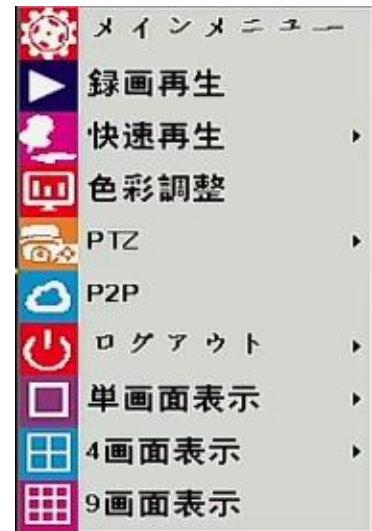 メインメニュー
録画再生
快速再生
色彩調整
PTZ
P2P
ログアウト
単画面表示
4画面表示
9画面表示